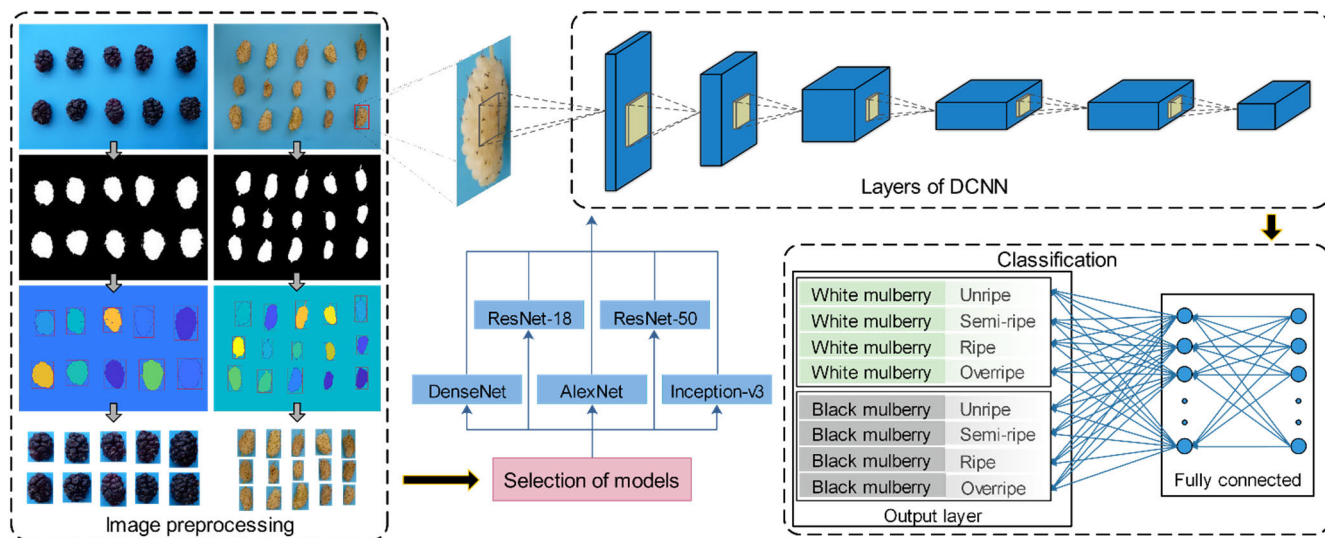 Layers of DCNN
ResNet-18
ResNet-50
DenseNet
AlexNet
Inception-v3
Selection of models
Image preprocessing
Classification
White mulberry Unripe
White mulberry Semi-ripe
White mulberry Ripe
White mulberry Overripe
Black mulberry Unripe
Black mulberry Semi-ripe
Black mulberry Ripe
Black mulberry Overripe
Output layer
Fully connected